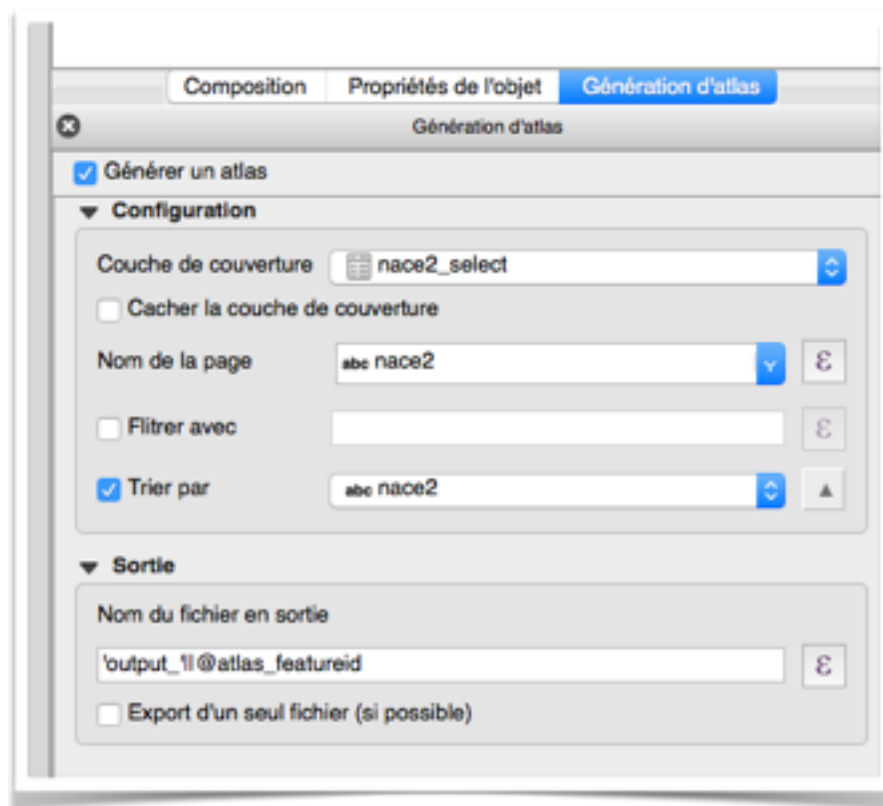 Composition Propriétés de l'objet Génération d'atlas
Génération d'atlas
Générer un atlas
Configuration
Couche de couverture nace2_select
Cacher la couche de couverture
Nom de la page abc nace2 ε
Flitrer avec ε
Trier par abc nace2
Sortie
Nom du fichier en sortie
'output_'||@atlas_featureid ε
Export d'un seul fichier (si possible)